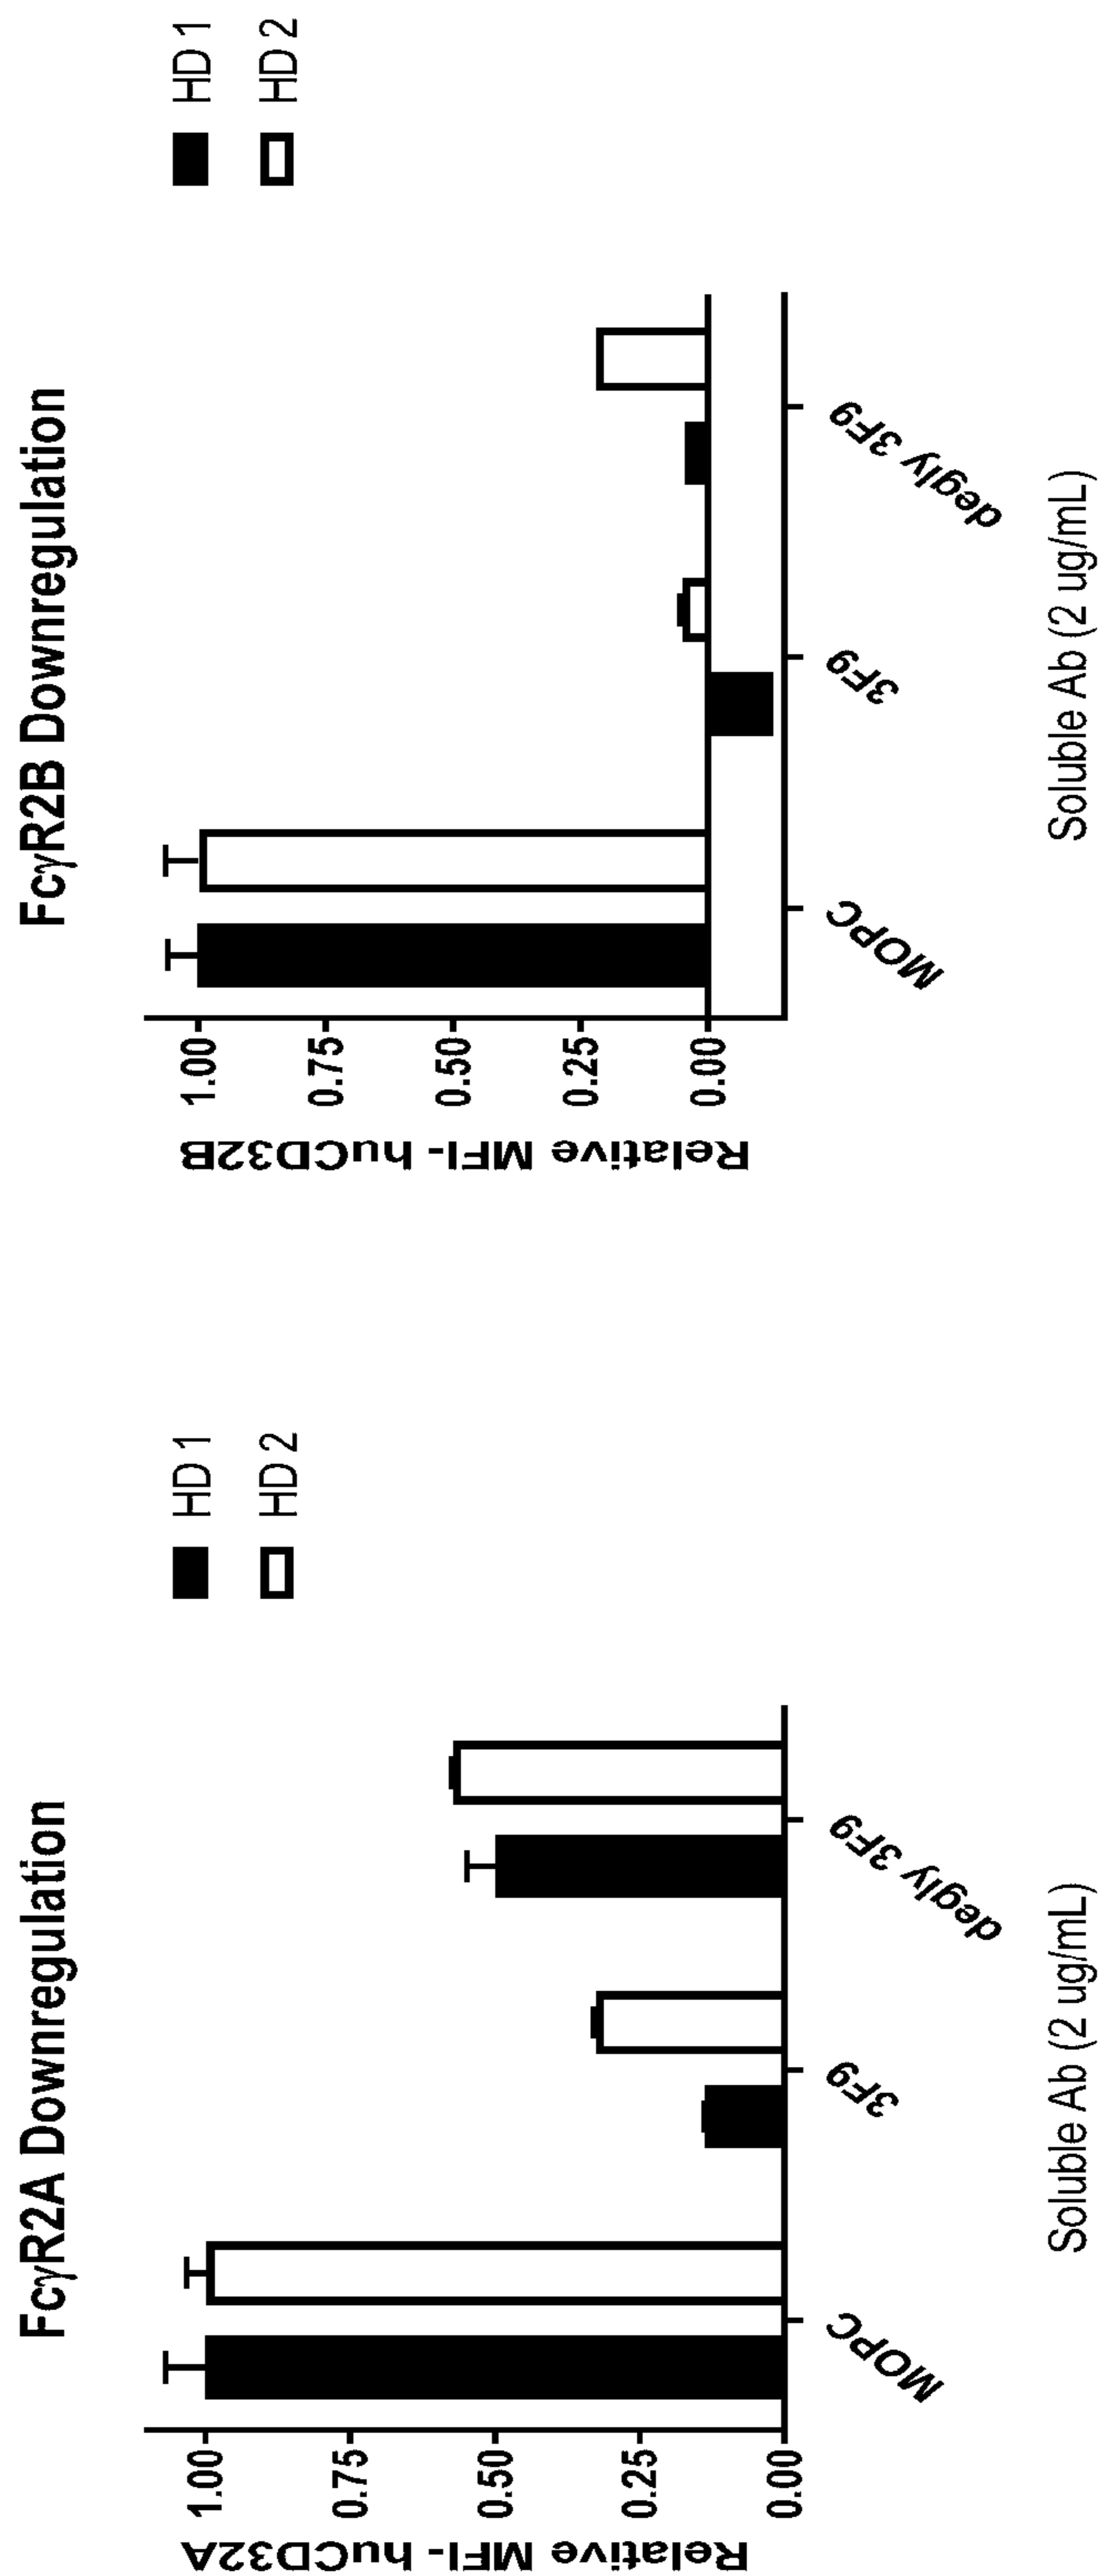 FcγR2A Downregulation
HD 1
HD 2
Relative MFI- huCD32A
1.00
0.75
0.50
0.25
0.00
MOPC
3F9
degly 3F9
Soluble Ab (2 ug/mL)
FcγR2B Downregulation
HD 1
HD 2
Relative MFI- huCD32B
1.00
0.75
0.50
0.25
0.00
MOPC
3F9
degly 3F9
Soluble Ab (2 ug/mL)